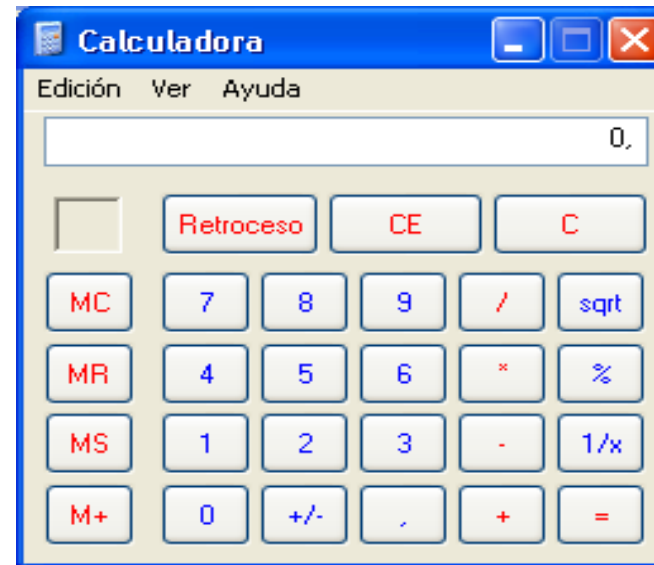 Calculadora
Edición Ver Ayuda
0,
Retroceso CE C
MC 7 8 9 / sqrt
MR 4 5 6 * %
MS 1 2 3 - 1/x
M+ 0 +/- , + =